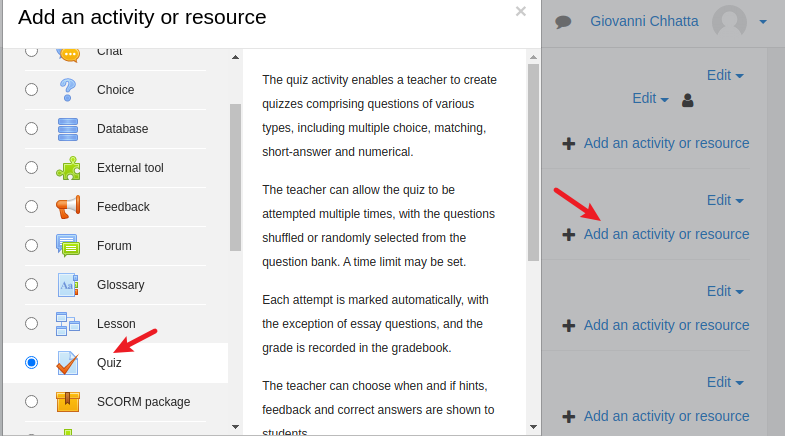 Add an activity or resource
×
Giovanni Chhatta
Chat
Choice
Database
External tool
Feedback
Forum
Glossary
Lesson
Quiz
SCORM package
The quiz activity enables a teacher to create
quizzes comprising questions of various
types, including multiple choice, matching,
short-answer and numerical.
The teacher can allow the quiz to be
attempted multiple times, with the questions
shuffled or randomly selected from the
question bank. A time limit may be set.
Each attempt is marked automatically, with
the exception of essay questions, and the
grade is recorded in the gradebook.
The teacher can choose when and if hints,
feedback and correct answers are shown to
students.
Edit
Edit
Add an activity or resource
Edit
Add an activity or resource
Edit
Add an activity or resource
Edit
Add an activity or resource